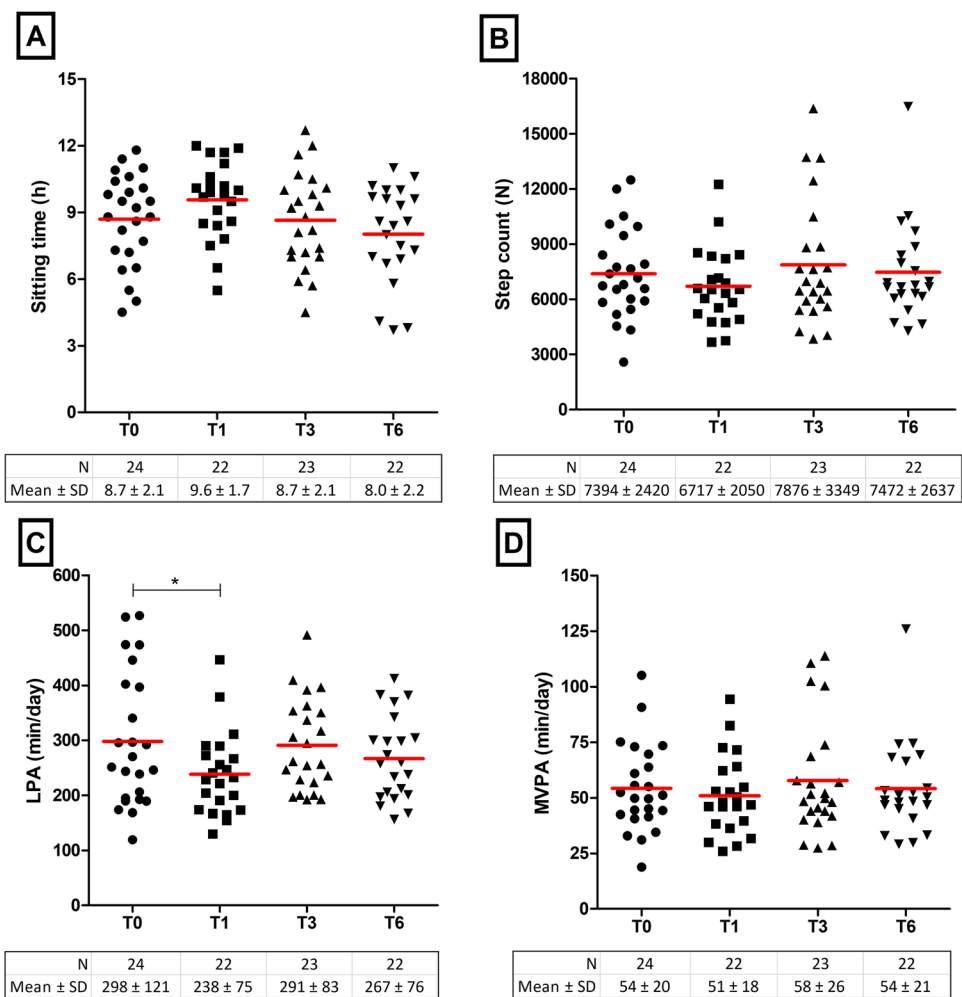 A
Sitting time (h)
15
12
9
6
3
0
T0 T1 T3 T6
N 24 22 23 22
Mean ± SD 8.7 ± 2.1 9.6 ± 1.7 8.7 ± 2.1 8.0 ± 2.2
B
Step count (N)
18000
15000
12000
9000
6000
3000
0
T0 T1 T3 T6
N 24 22 23 22
Mean ± SD 7394 ± 2420 6717 ± 2050 7876 ± 3349 7472 ± 2637
C
LPA (min/day)
600
500
400
300
200
100
0
*
T0 T1 T3 T6
N 24 22 23 22
Mean ± SD 298 ± 121 238 ± 75 291 ± 83 267 ± 76
D
MVPA (min/day)
150
125
100
75
50
25
0
T0 T1 T3 T6
N 24 22 23 22
Mean ± SD 54 ± 20 51 ± 18 58 ± 26 54 ± 21